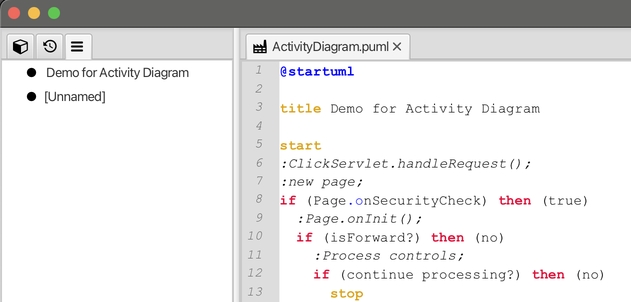 Demo for Activity Diagram
[Unnamed]
ActivityDiagram.puml ×
1 @startuml
2
3 title Demo for Activity Diagram
4
5 start
6 :ClickServlet.handleRequest();
7 :new page;
8 if (Page.onSecurityCheck) then (true)
9 :Page.onInit();
10 if (isForward?) then (no)
11 :Process controls;
12 if (continue processing?) then (no)
13 stop